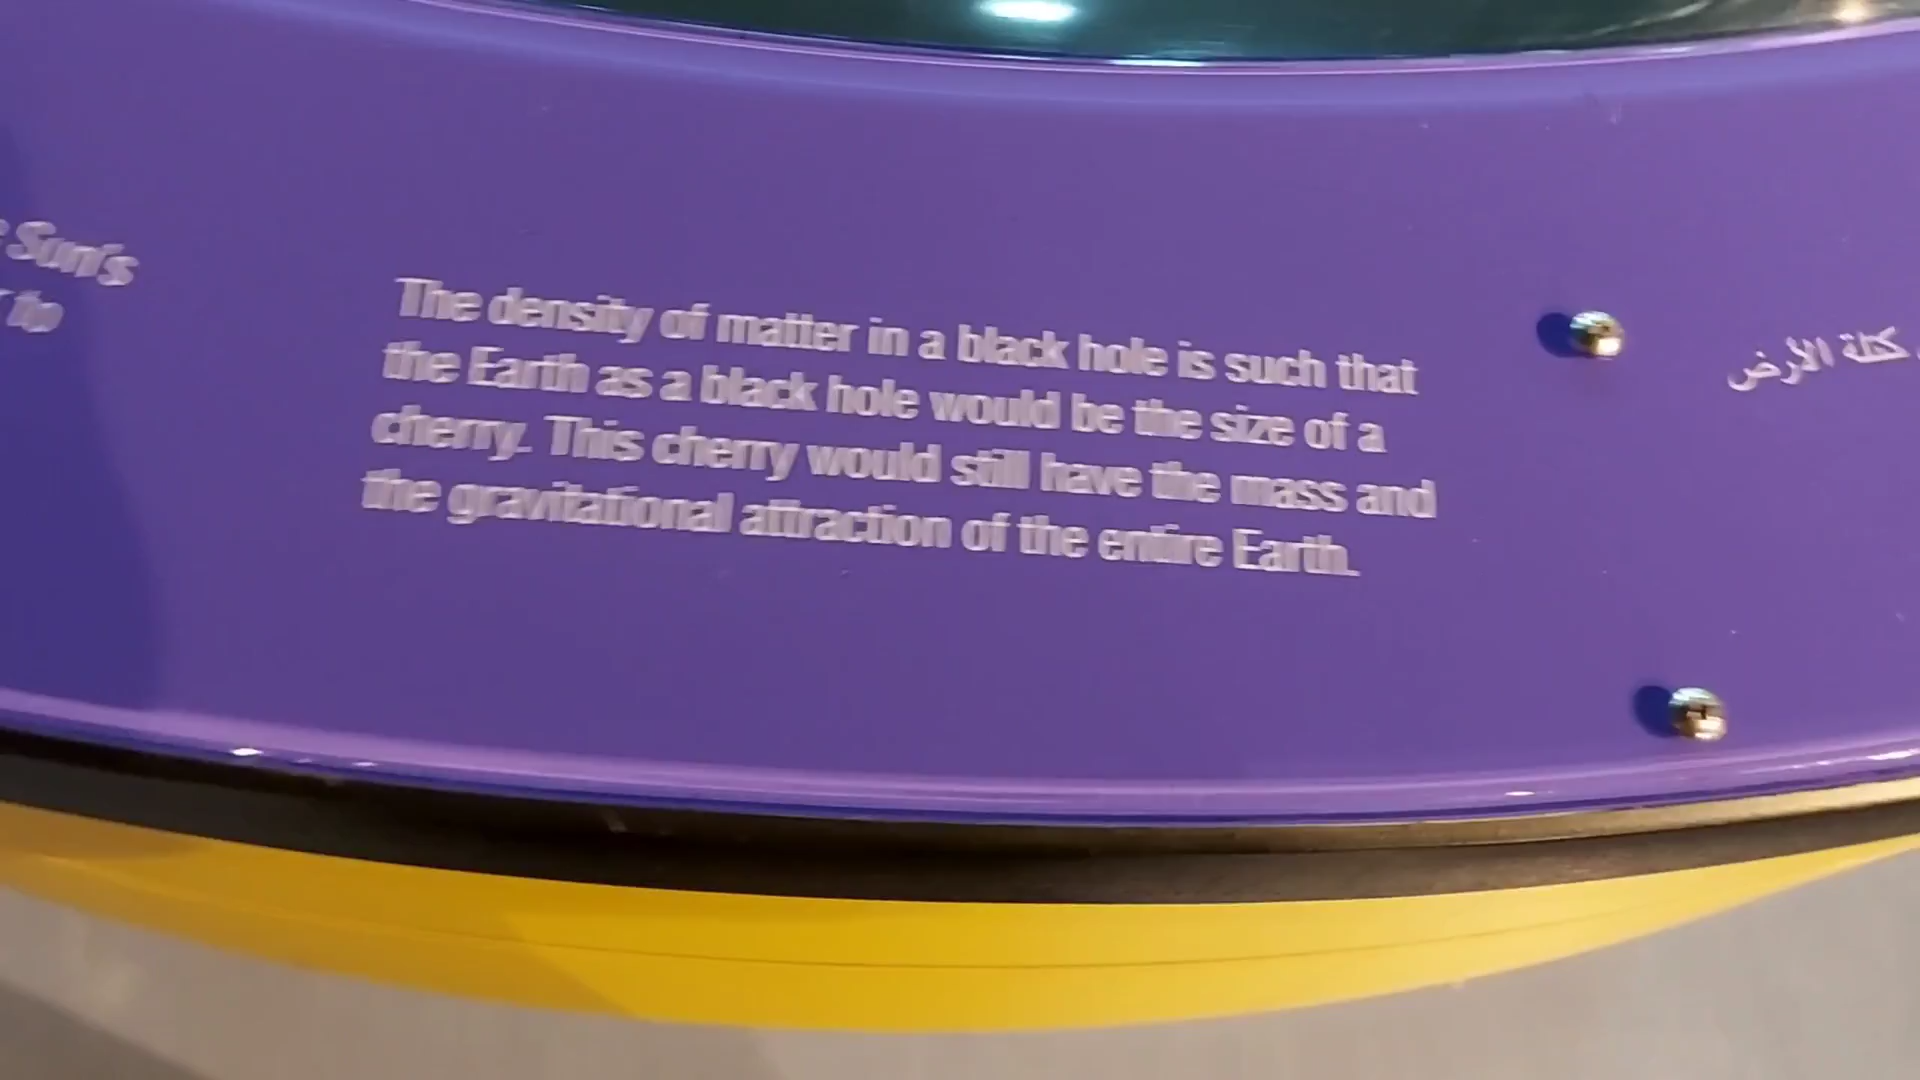 Sun's
to
The density of matter in a black hole is such that
the Earth as a black hole would be the size of a
cherry. This cherry would still have the mass and
the gravitational attraction of the entire Earth.
كتلة الأرض